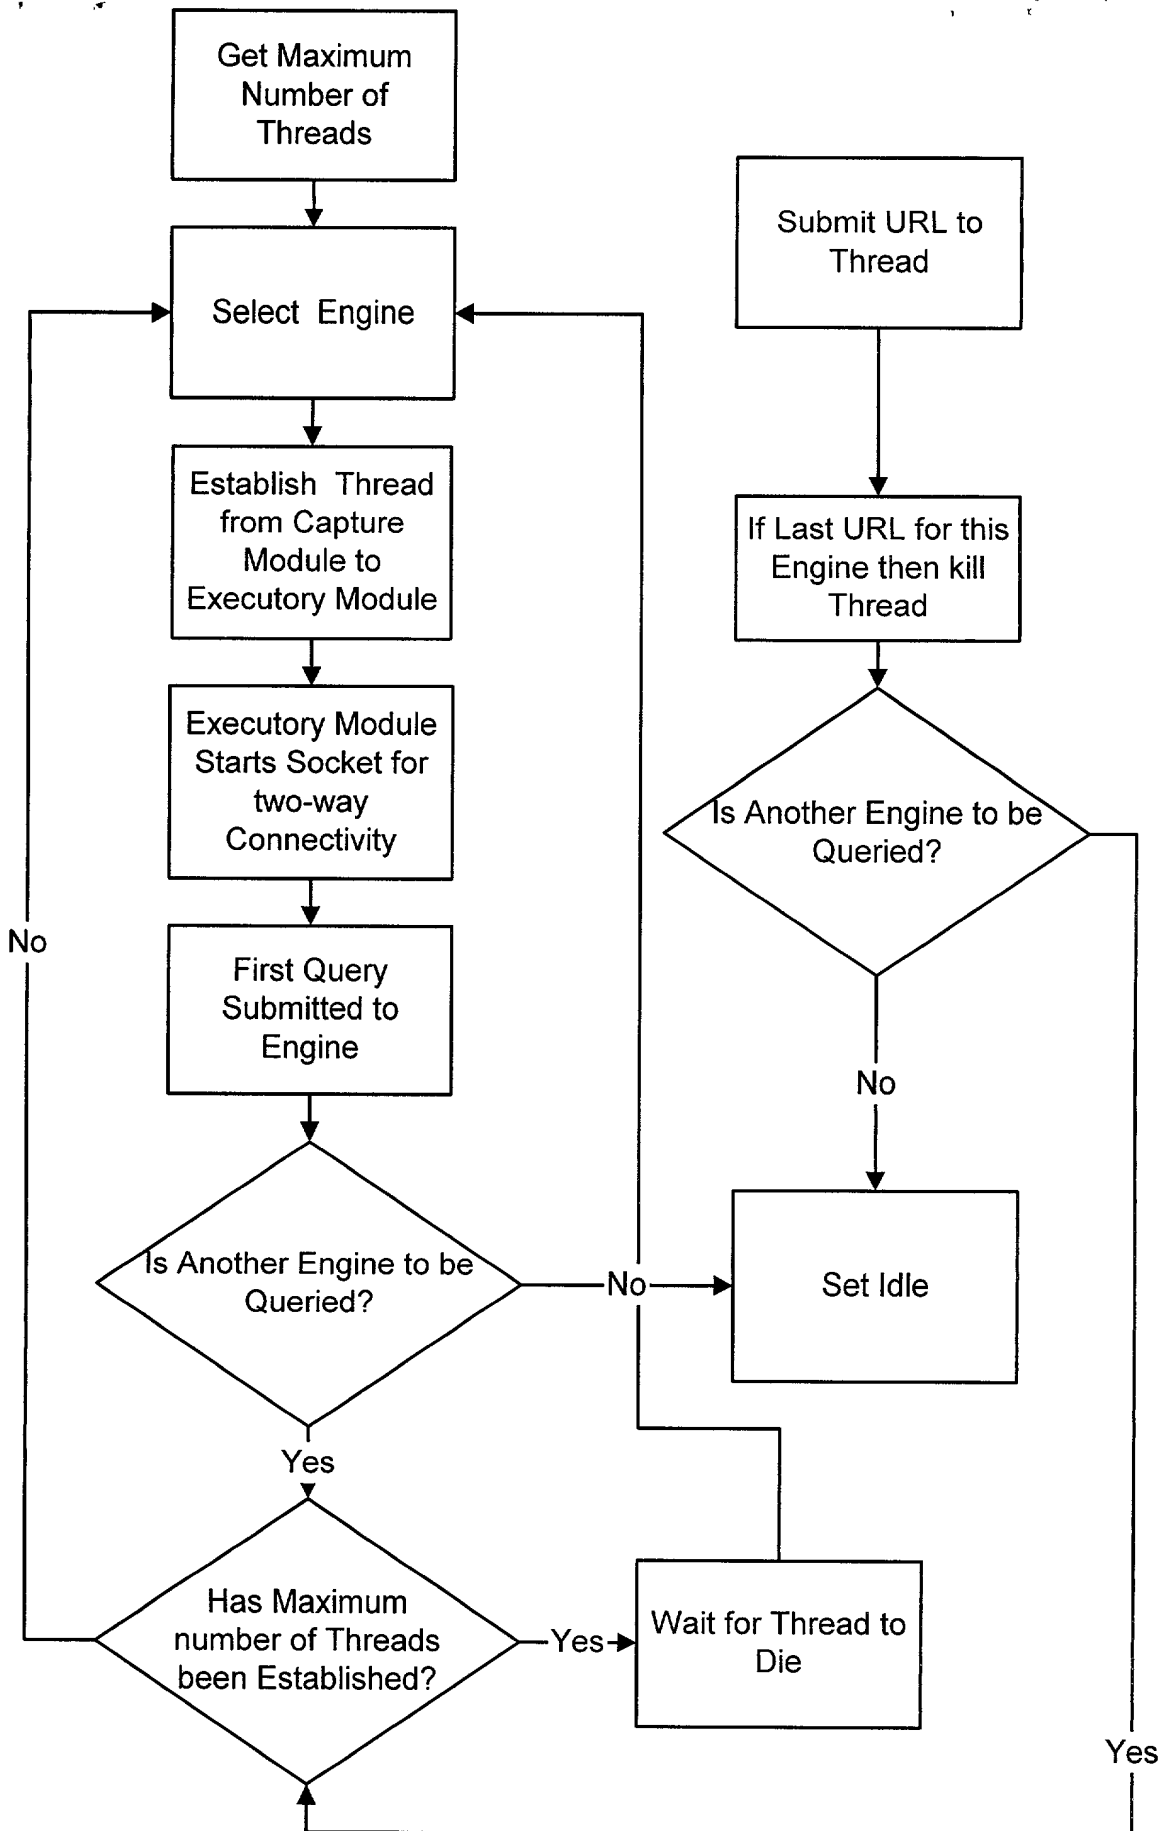 Get Maximum
Number of
Threads
Select Engine
Establish Thread
from Capture
Module to
Executory Module
Executory Module
Starts Socket for
two-way
Connectivity
First Query
Submitted to
Engine
Is Another Engine to be
Queried?
No
Yes
Has Maximum
number of Threads
been Established?
No
Yes
Wait for Thread to
Die
Submit URL to
Thread
If Last URL for this
Engine then kill
Thread
Is Another Engine to be
Queried?
No
Set Idle
Yes